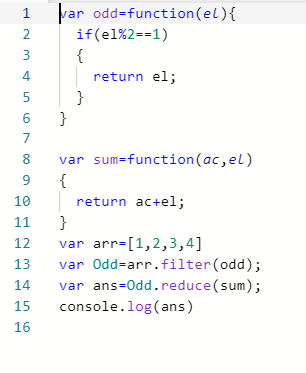 1 var odd=function(el){
2   if(el%2==1)
3   {
4     return el;
5   }
6 }
7
8 var sum=function(ac,el)
9 {
10   return ac+el;
11 }
12 var arr=[1,2,3,4]
13 var Odd=arr.filter(odd);
14 var ans=Odd.reduce(sum);
15 console.log(ans)
16